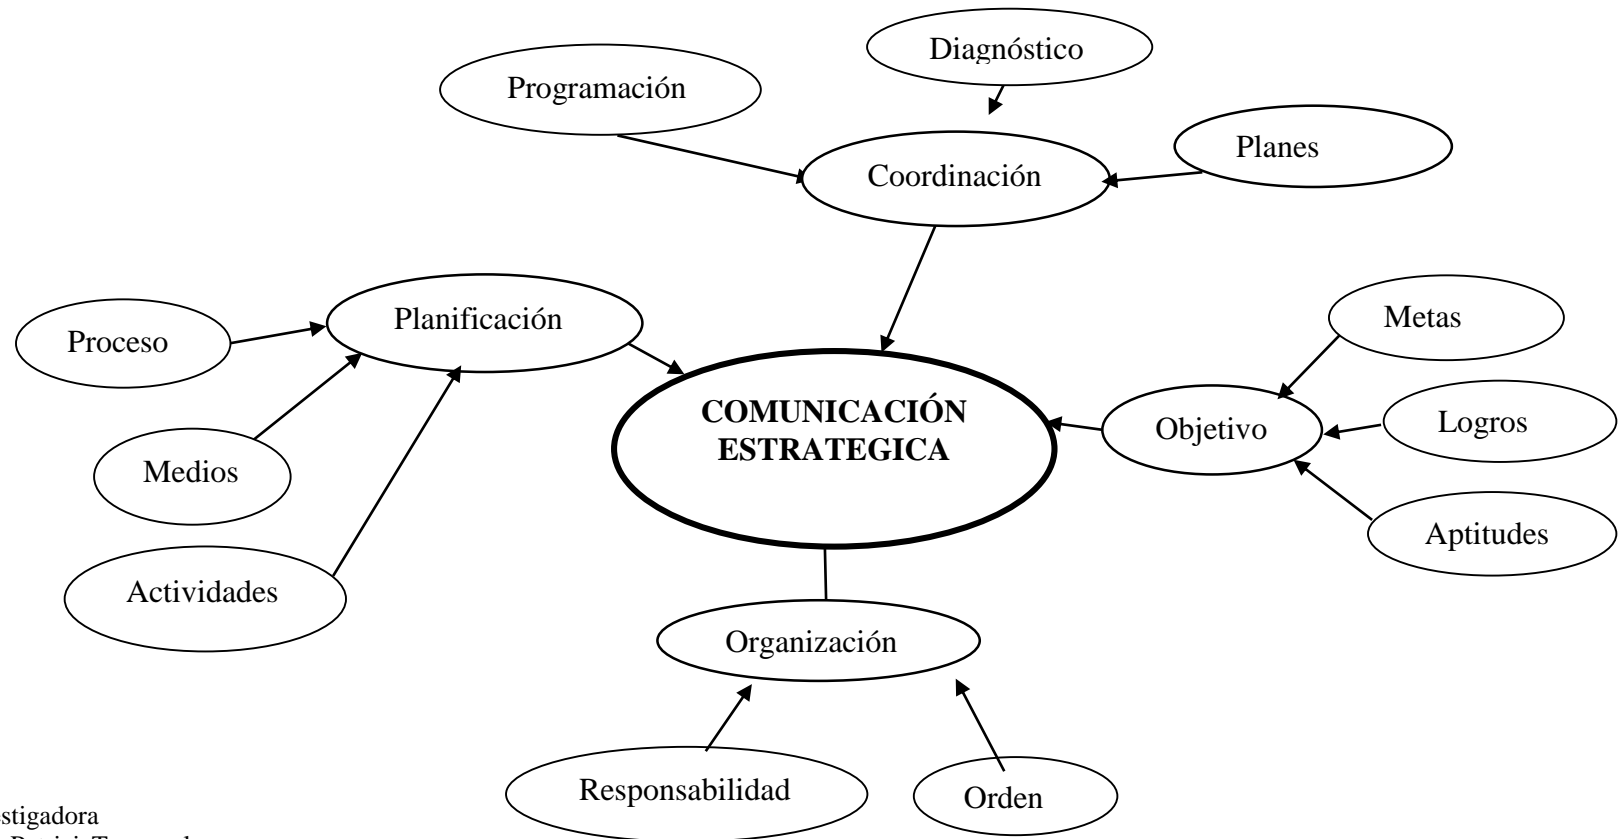 Diagnóstico
Programación
Planes
Coordinación
Metas
Planificación
Proceso
COMUNICACIÓN
ESTRATEGICA
Logros
Objetivo
Medios
Aptitudes
Actividades
Organización
Responsabilidad
Orden
stigadora